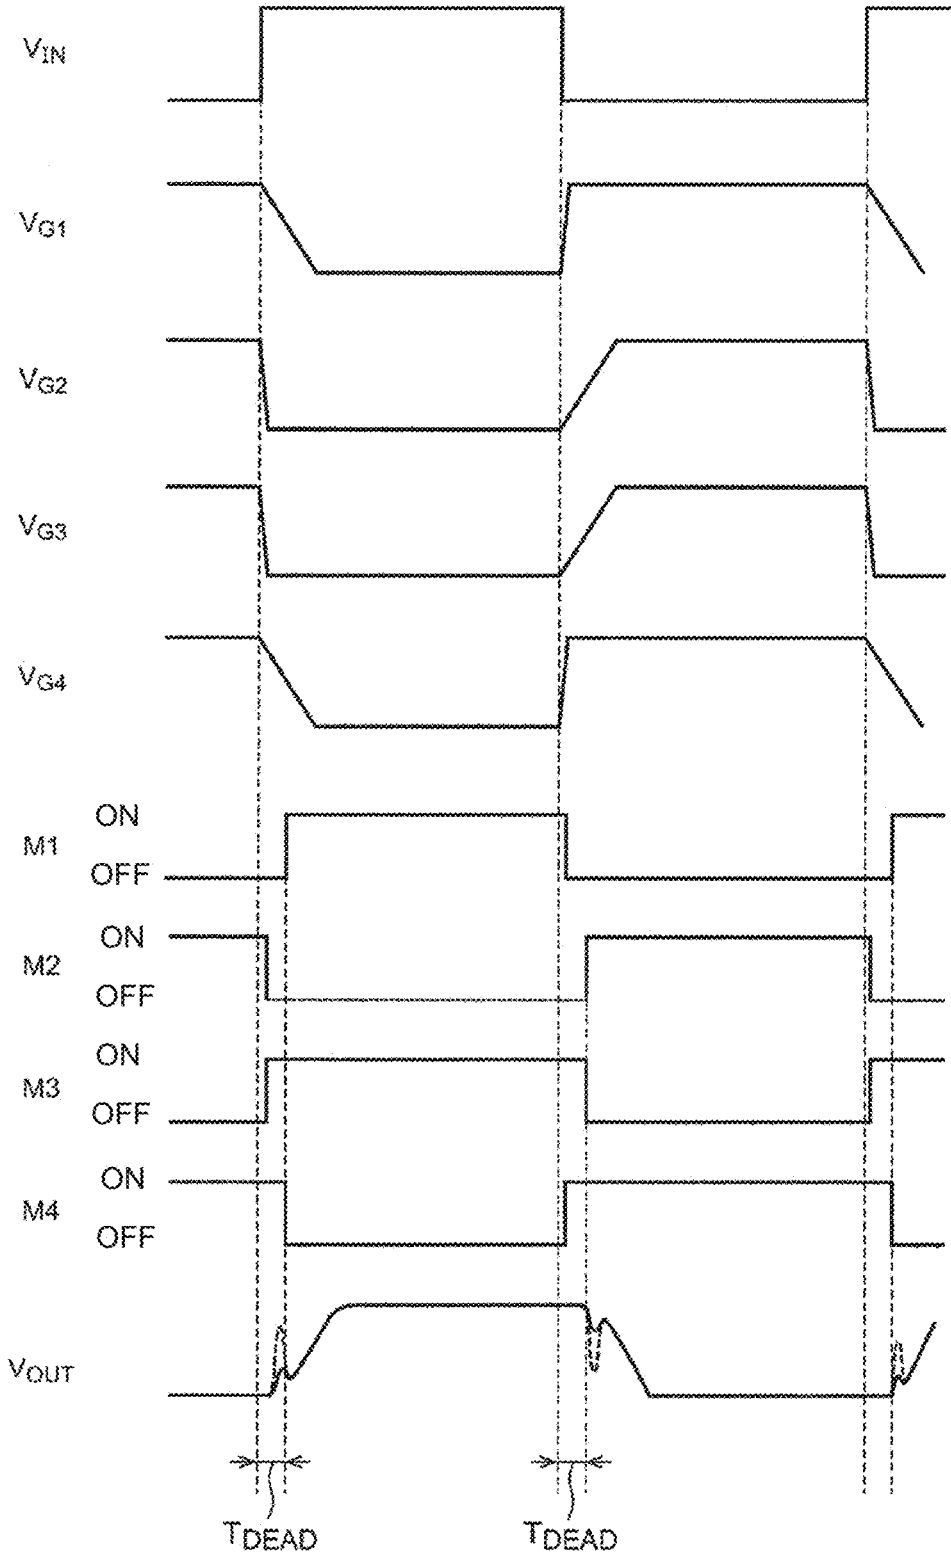 VIN
VG1
VG2
VG3
VG4
ON
M1
OFF
ON
M2
OFF
ON
M3
OFF
ON
M4
OFF
VOUT
TDEAD TDEAD